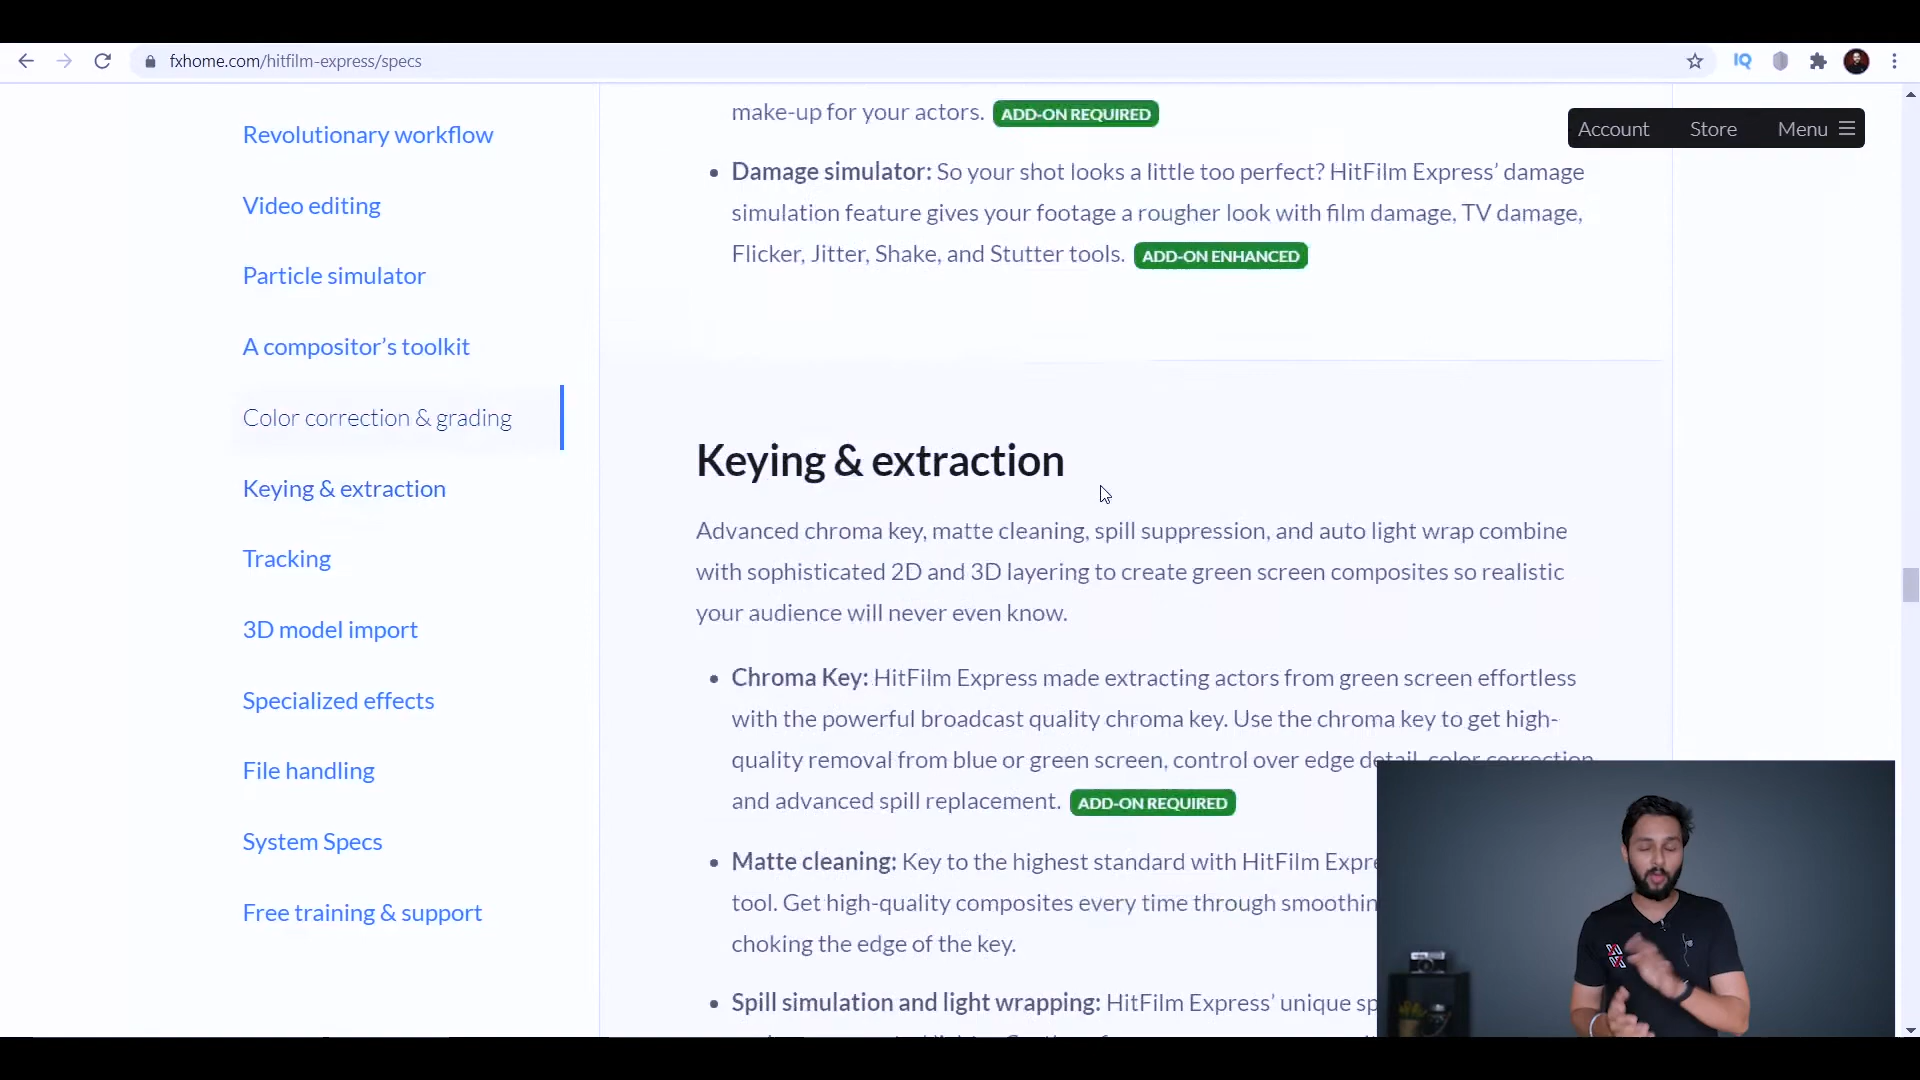 fxhome.com/hitfilm-express/specs
IQ
Account Store Menu
Revolutionary workflow
Video editing
Particle simulator
A compositor’s toolkit
Color correction & grading
Keying & extraction
Tracking
3D model import
Specialized effects
File handling
System Specs
Free training & support
make-up for your actors. ADD-ON REQUIRED
Damage simulator: So your shot looks a little too perfect? HitFilm Express’ damage
simulation feature gives your footage a rougher look with film damage, TV damage,
Flicker, Jitter, Shake, and Stutter tools. ADD-ON ENHANCED
Keying & extraction
Advanced chroma key, matte cleaning, spill suppression, and auto light wrap combine
with sophisticated 2D and 3D layering to create green screen composites so realistic
your audience will never even know.
Chroma Key: HitFilm Express made extracting actors from green screen effortless
with the powerful broadcast quality chroma key. Use the chroma key to get high-
quality removal from blue or green screen, control over edge detail, color correction
and advanced spill replacement. ADD-ON REQUIRED
Matte cleaning: Key to the highest standard with HitFilm Expre
tool. Get high-quality composites every time through smoothin
choking the edge of the key.
Spill simulation and light wrapping: HitFilm Express’ unique sp